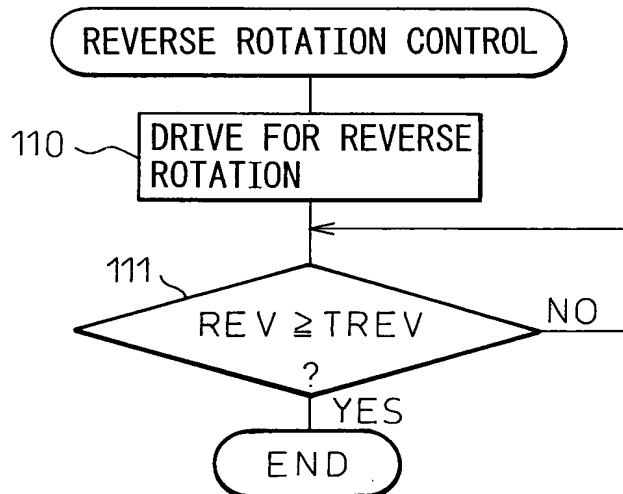 REVERSE ROTATION CONTROL
110
DRIVE FOR REVERSE
ROTATION
111
REV ≧ TREV
?
NO
YES
END